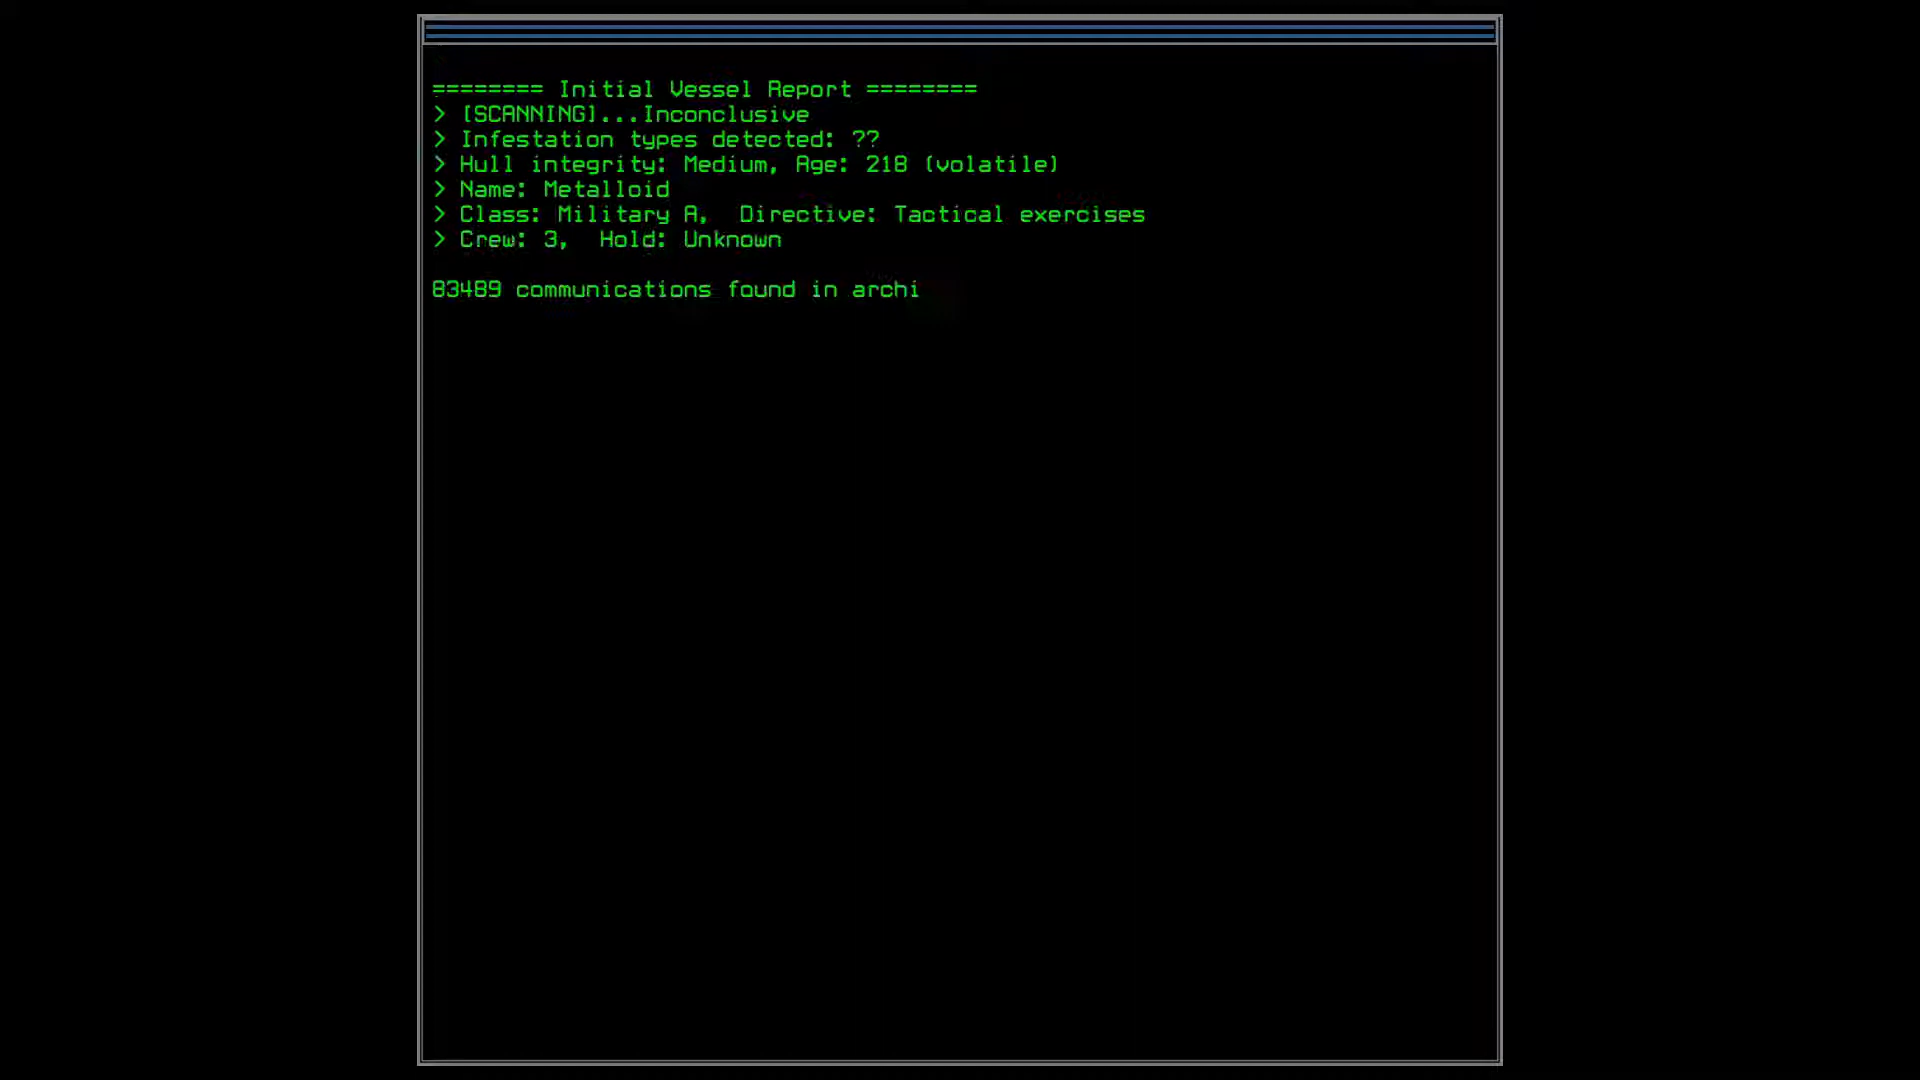 ======== Initial Vessel Report ========
> [SCANNING]...Inconclusive
> Infestation types detected: ??
> Hull integrity: Medium, Age: 218 (volatile)
> Name: Metalloid
> Class: Military A,  Directive: Tactical exercises
> Crew: 3,  Hold: Unknown
83489 communications found in archi